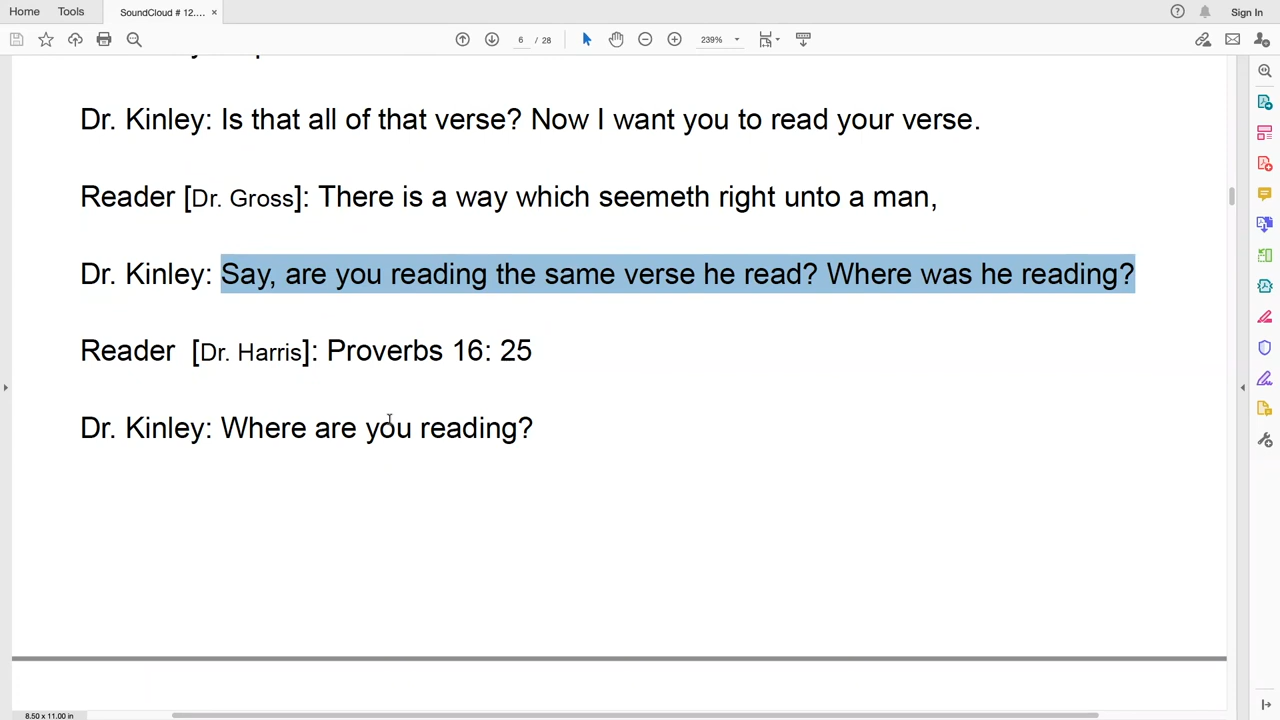 Home Tools SoundCloud # 12.... × Sign In
6 / 28 239%
Dr. Kinley: Is that all of that verse? Now I want you to read your verse.
Reader [Dr. Gross]: There is a way which seemeth right unto a man,
Dr. Kinley: Say, are you reading the same verse he read? Where was he reading?
Reader [Dr. Harris]: Proverbs 16: 25
Dr. Kinley: Where are you reading?
8.50 x 11.00 in